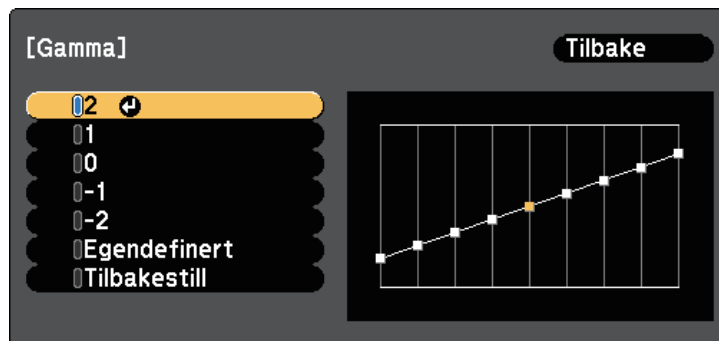 [Gamma]
Tilbake
2
1
0
-1
-2
Egendefinert
Tilbakestill